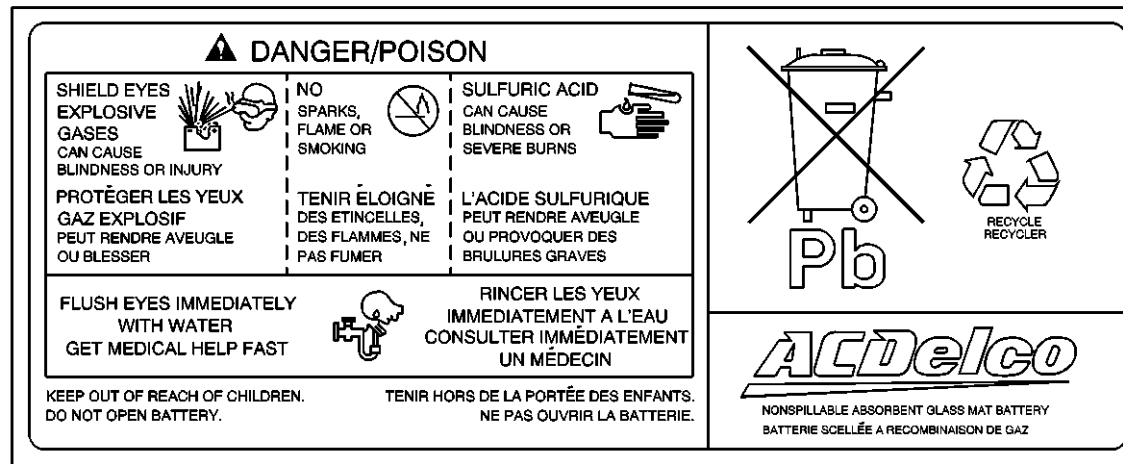 DANGER/POISON
SHIELD EYES
EXPLOSIVE
GASES
CAN CAUSE
BLINDNESS OR INJURY
PROTÉGER LES YEUX
GAZ EXPLOSIF
PEUT RENDRE AVEUGLE
OU BLESSER
NO
SPARKS,
FLAME OR
SMOKING
TENIR ÉLOIGNÉ
DES ETINCELLES,
DES FLAMMES, NE
PAS FUMER
SULFURIC ACID
CAN CAUSE
BLINDNESS OR
SEVERE BURNS
L'ACIDE SULFURIQUE
PEUT RENDRE AVEUGLE
OU PROVOQUER DES
BRULURES GRAVES
FLUSH EYES IMMEDIATELY
WITH WATER
GET MEDICAL HELP FAST
RINCER LES YEUX
IMMEDIATEMENT A L'EAU
CONSULTER IMMÉDIATEMENT
UN MÉDECIN
KEEP OUT OF REACH OF CHILDREN.
DO NOT OPEN BATTERY.
TENIR HORS DE LA PORTÉE DES ENFANTS.
NE PAS OUVRIR LA BATTERIE.
Pb
RECYCLE
RECYCLER
ACDelco
NONSPILLABLE ABSORBENT GLASS MAT BATTERY
BATTERIE SCELLÉE A RECOMBINAISON DE GAZ